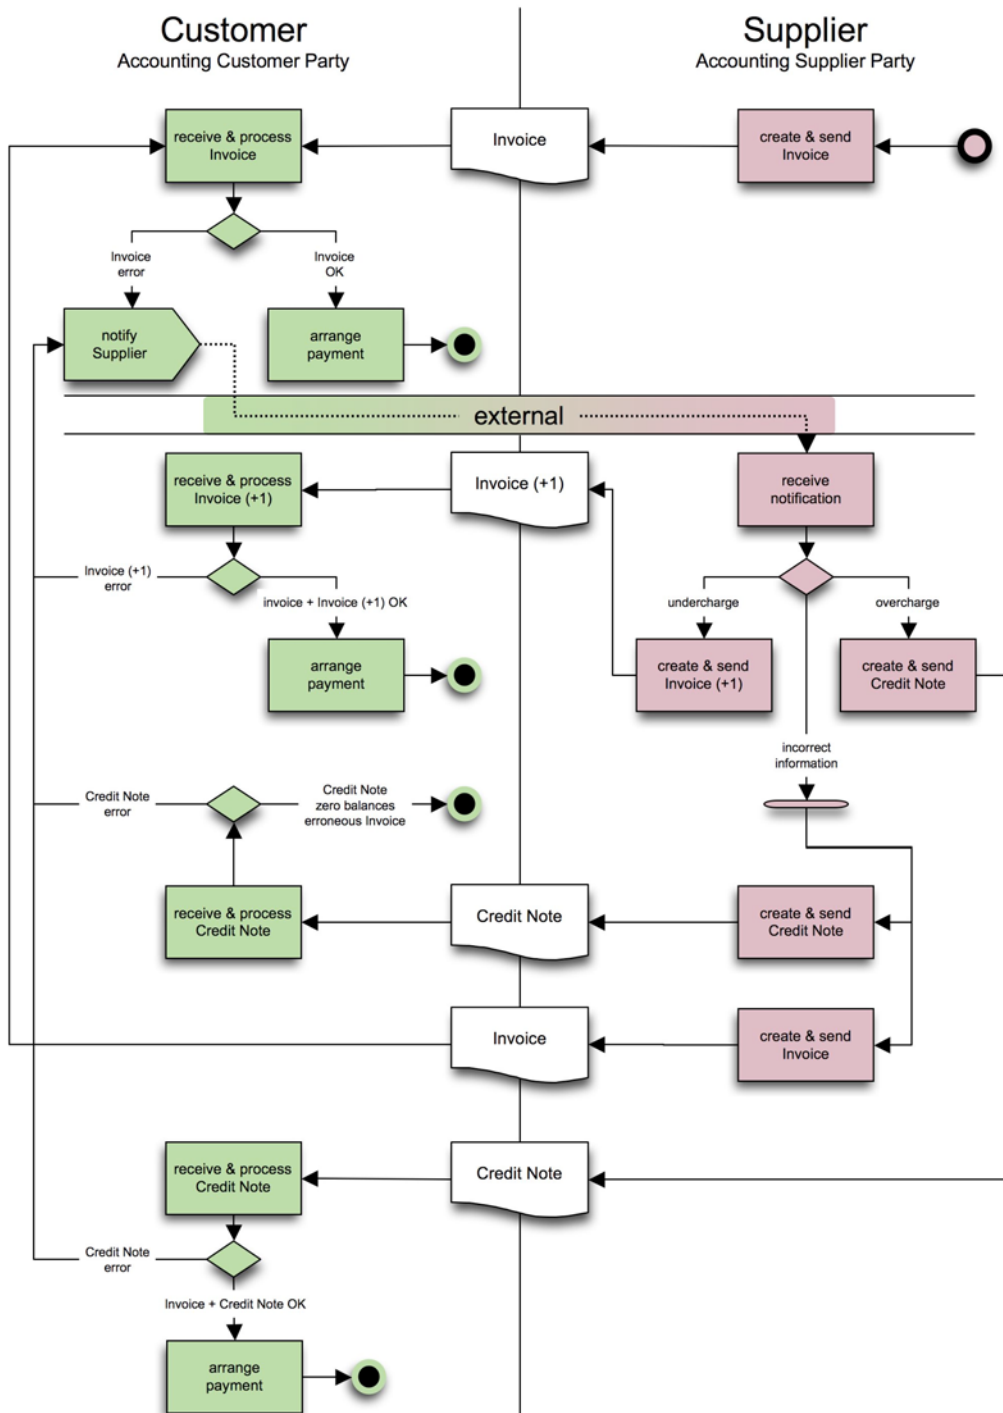 Customer
Accounting Customer Party
Supplier
Accounting Supplier Party
receive & process
Invoice
Invoice
create & send
Invoice
Invoice
error
Invoice
OK
notify
Supplier
arrange
payment
external
receive & process
Invoice (+1)
Invoice (+1)
receive
notification
Invoice (+1)
error
invoice + Invoice (+1) OK
undercharge
overcharge
arrange
payment
create & send
Invoice (+1)
create & send
Credit Note
incorrect
information
Credit Note
error
Credit Note
zero balances
erroneous Invoice
receive & process
Credit Note
Credit Note
create & send
Credit Note
Invoice
create & send
Invoice
receive & process
Credit Note
Credit Note
Credit Note
error
Invoice + Credit Note OK
arrange
payment